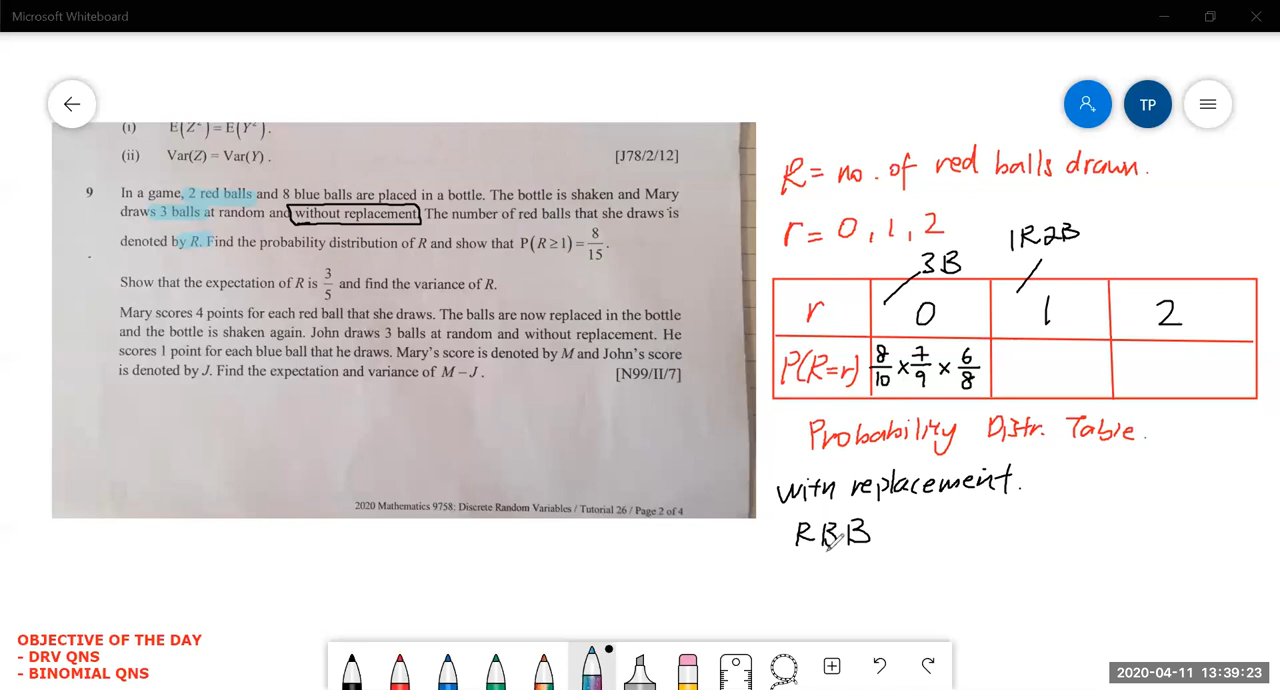 Microsoft Whiteboard
TP
(i) E(Z²) = E(Y²).
(ii) Var(Z) = Var(Y). [J78/2/12]
9 In a game, 2 red balls and 8 blue balls are placed in a bottle. The bottle is shaken and Mary
draws 3 balls at random and without replacement. The number of red balls that she draws is
denoted by R. Find the probability distribution of R and show that P(R ≥ 1) = 8/15.
Show that the expectation of R is 3/5 and find the variance of R.
Mary scores 4 points for each red ball that she draws. The balls are now replaced in the bottle
and the bottle is shaken again. John draws 3 balls at random and without replacement. He
scores 1 point for each blue ball that he draws. Mary's score is denoted by M and John's score
is denoted by J. Find the expectation and variance of M – J. [N99/II/7]
2020 Mathematics 9758: Discrete Random Variables / Tutorial 26 / Page 2 of 4
R = no. of red balls drawn.
r = 0, 1, 2
3B 1R2B
r 0 1 2
P(R=r) 8/10 × 7/9 × 6/8
Probability Distr. Table.
with replacement.
RBB
OBJECTIVE OF THE DAY
- DRV QNS
- BINOMIAL QNS
2020-04-11 13:39:23